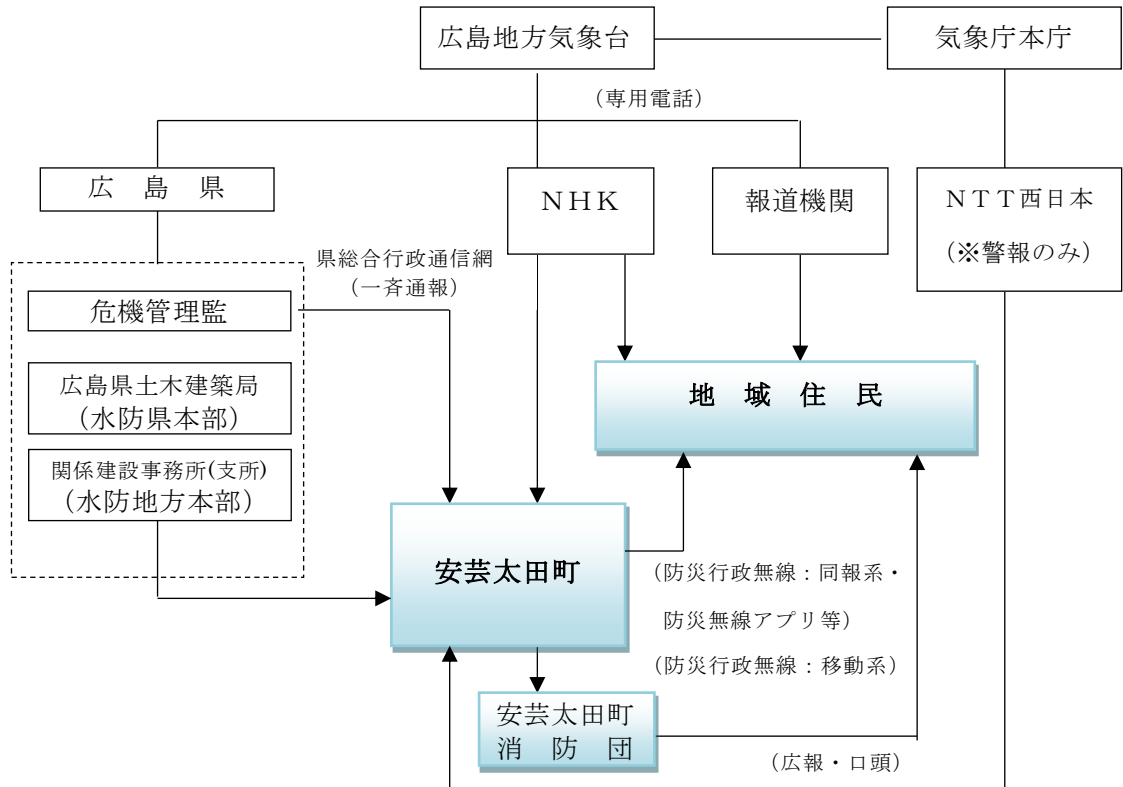 広島地方気象台
気象庁本庁
（専用電話）
広　島　県
ＮＨＫ
報道機関
ＮＴＴ西日本
（※警報のみ）
県総合行政通信網
（一斉通報）
危機管理監
広島県土木建築局
（水防県本部）
関係建設事務所(支所)
（水防地方本部）
地　域　住　民
安芸太田町
（防災行政無線：同報系・
防災無線アプリ等）
（防災行政無線：移動系）
安芸太田町
消　防　団
（広報・口頭）